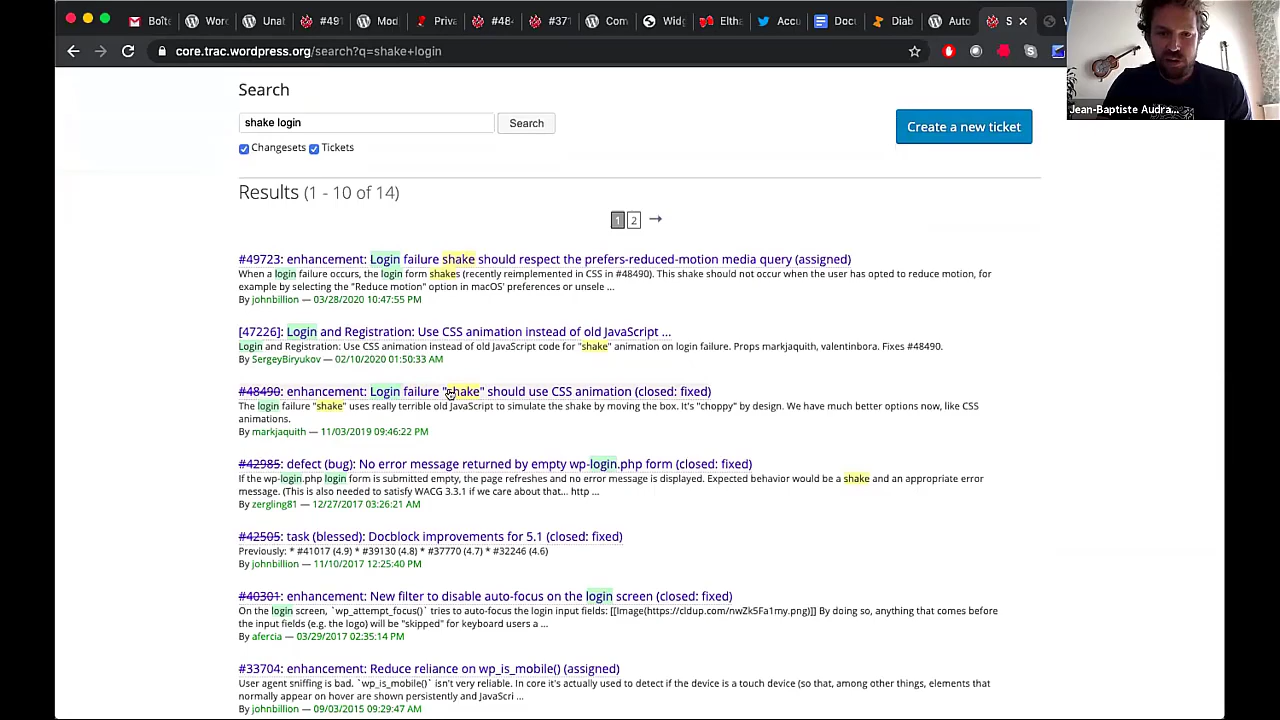 Boît
Wor
Unat
#49
Mod
Priva
#48
#37
Com
Widg
Eltha
Accu
Docu
Diab
Auto
S
W
core.trac.wordpress.org/search?q=shake+login
Jean-Baptiste Audra...
Search
shake login
Search
Create a new ticket
Changesets
Tickets
Results (1 - 10 of 14)
1 2 →
#49723: enhancement: Login failure shake should respect the prefers-reduced-motion media query (assigned)
When a login failure occurs, the login form shakes (recently reimplemented in CSS in #48490). This shake should not occur when the user has opted to reduce motion, for
example by selecting the "Reduce motion" option in macOS' preferences or unsele ...
By johnbillion — 03/28/2020 10:47:55 PM
[47226]: Login and Registration: Use CSS animation instead of old JavaScript ...
Login and Registration: Use CSS animation instead of old JavaScript code for "shake" animation on login failure. Props markjaquith, valentinbora. Fixes #48490.
By SergeyBiryukov — 02/10/2020 01:50:33 AM
#48490: enhancement: Login failure "shake" should use CSS animation (closed: fixed)
The login failure "shake" uses really terrible old JavaScript to simulate the shake by moving the box. It's "choppy" by design. We have much better options now, like CSS
animations.
By markjaquith — 11/03/2019 09:46:22 PM
#42985: defect (bug): No error message returned by empty wp-login.php form (closed: fixed)
If the wp-login.php login form is submitted empty, the page refreshes and no error message is displayed. Expected behavior would be a shake and an appropriate error
message. (This is also needed to satisfy WACG 3.3.1 if we care about that... http ...
By zergling81 — 12/27/2017 03:26:21 AM
#42505: task (blessed): Docblock improvements for 5.1 (closed: fixed)
Previously: * #41017 (4.9) * #39130 (4.8) * #37770 (4.7) * #32246 (4.6)
By johnbillion — 11/10/2017 12:25:40 PM
#40301: enhancement: New filter to disable auto-focus on the login screen (closed: fixed)
On the login screen, `wp_attempt_focus()` tries to auto-focus the login input fields: [[Image(https://cldup.com/nwZk5Fa1my.png)]] By doing so, anything that comes before
the input fields (e.g. the logo) will be "skipped" for keyboard users a ...
By afercia — 03/29/2017 02:35:14 PM
#33704: enhancement: Reduce reliance on wp_is_mobile() (assigned)
User agent sniffing is bad. `wp_is_mobile()` isn't very reliable. In core it's actually used to detect if the device is a touch device (so that, among other things, elements that
normally appear on hover are shown persistently and JavaScri ...
By johnbillion — 09/03/2015 09:29:47 AM